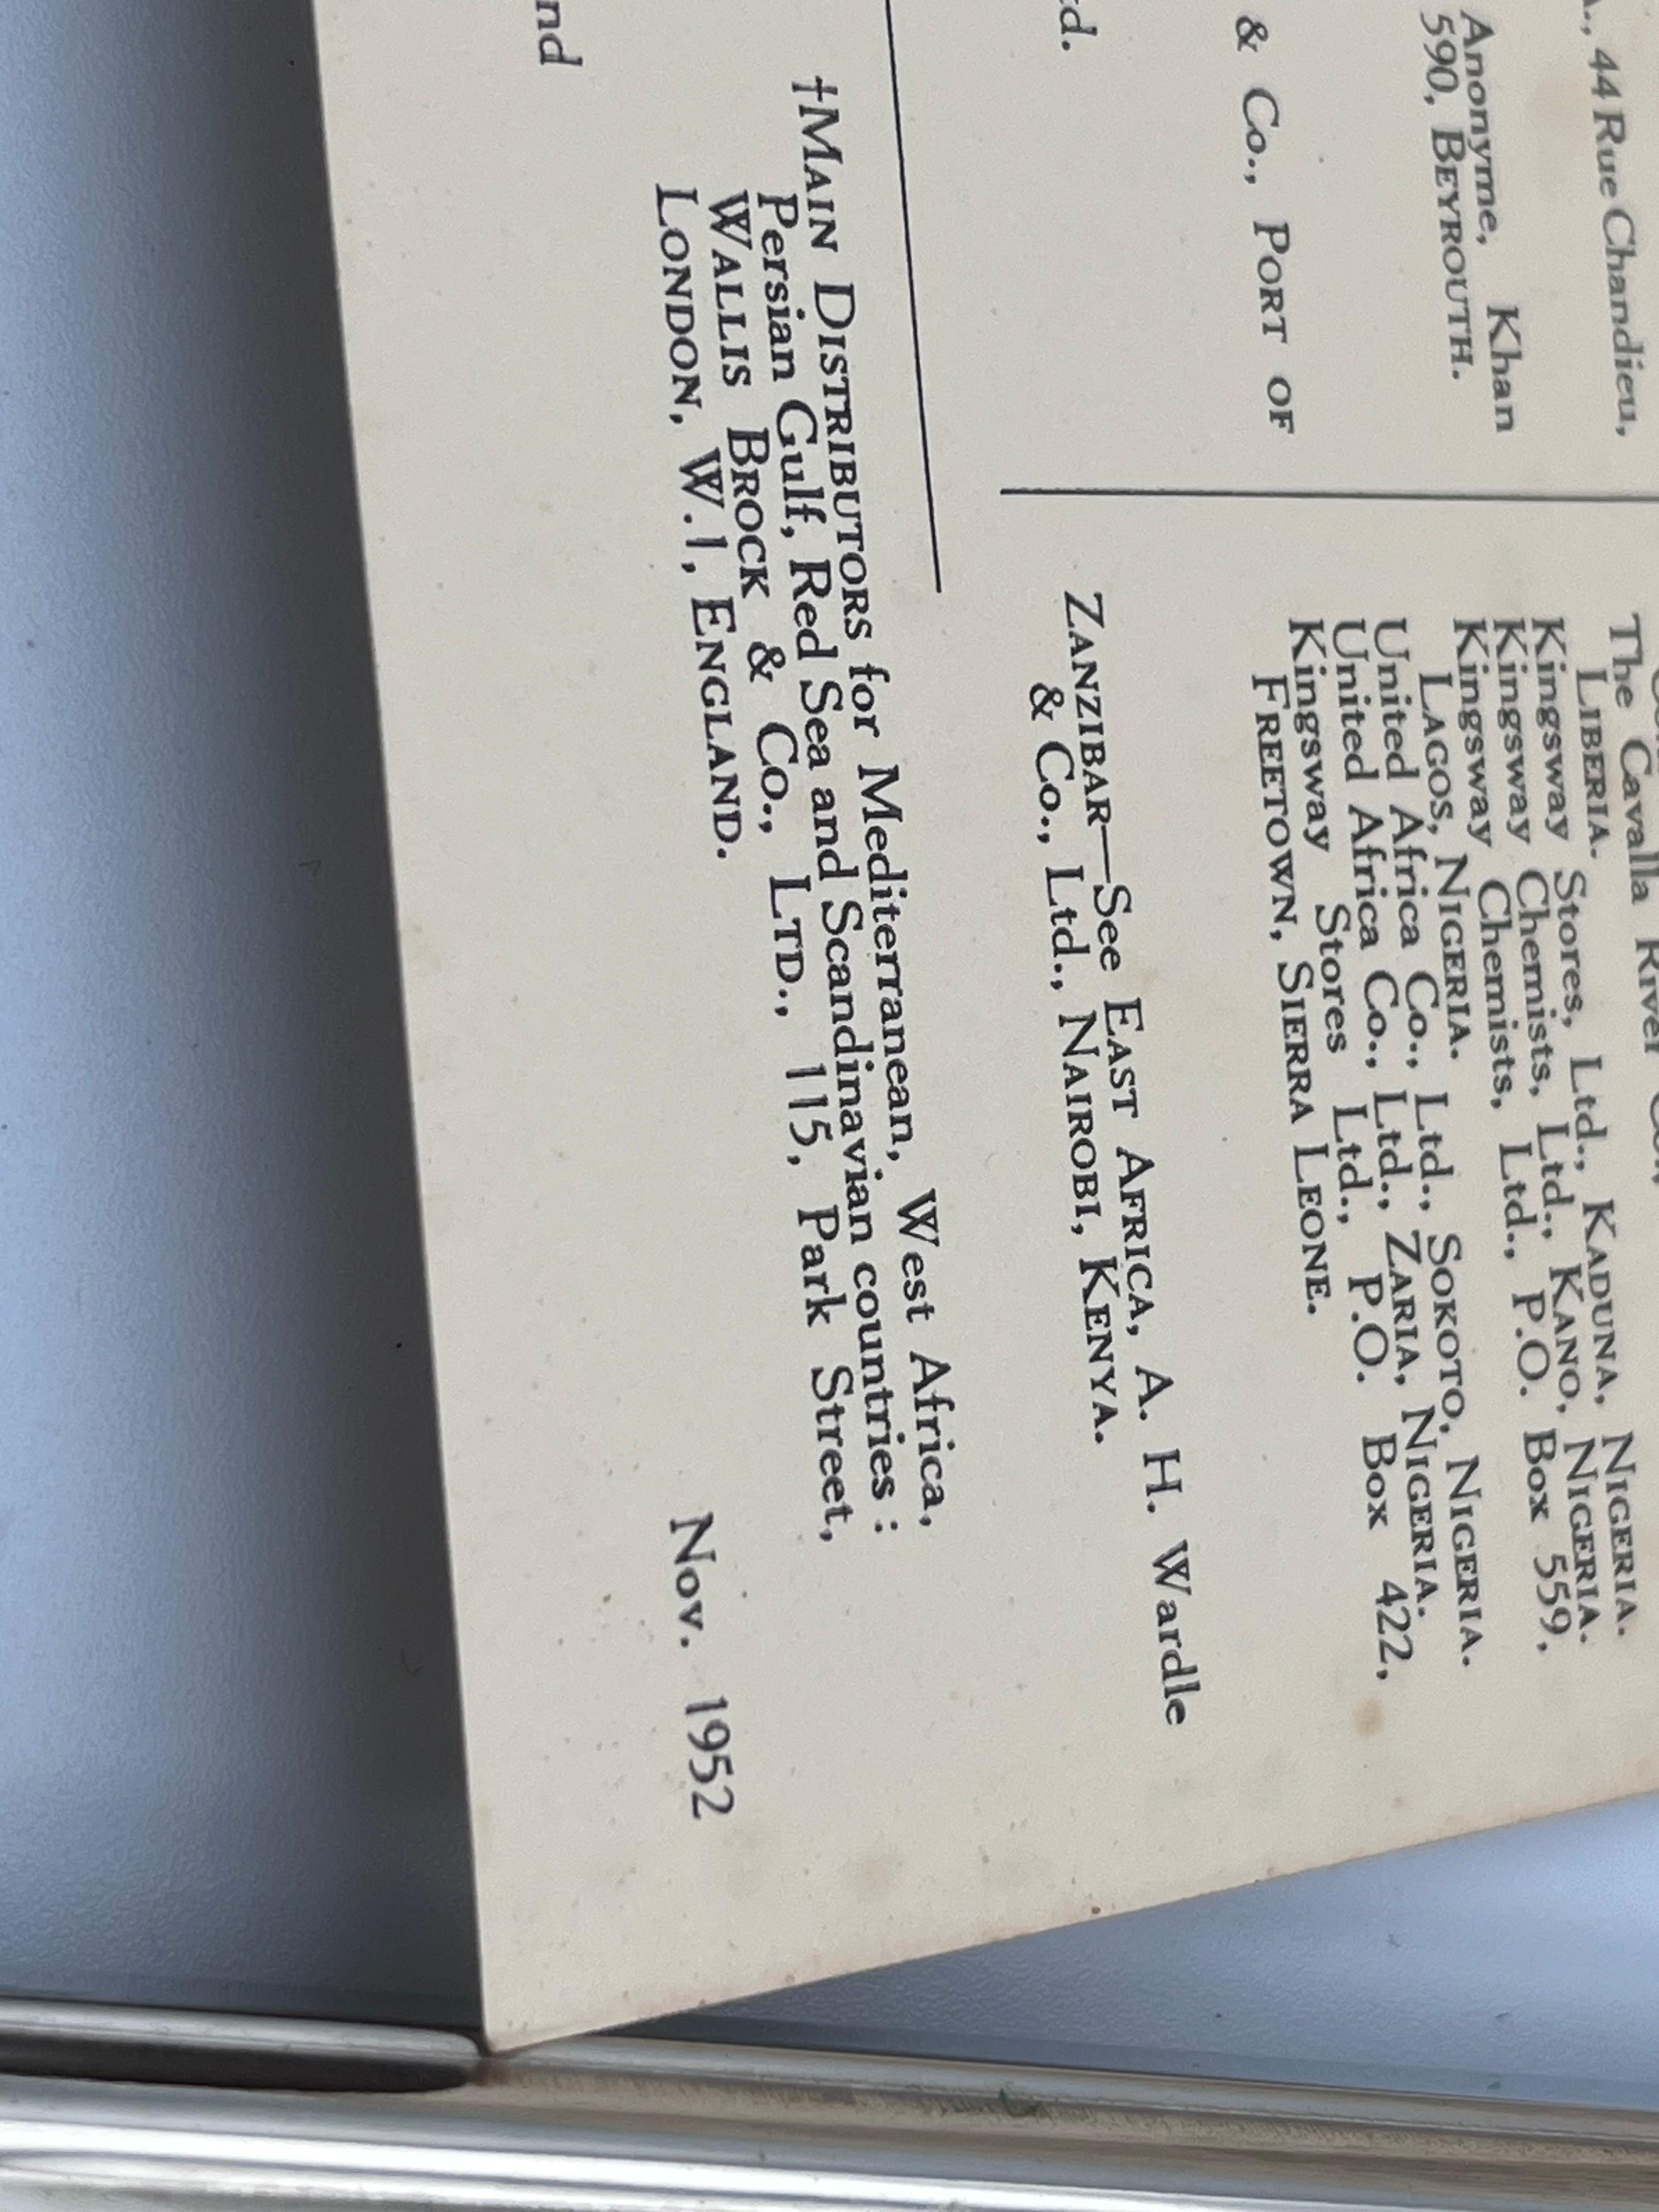 A., 44 Rue Chandieu,
Anonyme, Khan
590, BEYROUTH.
& Co., PORT OF
The Cavalla River
LIBERIA.
Kingsway Stores, Ltd., KADUNA, NIGERIA.
Kingsway Chemists, Ltd., KANO, NIGERIA.
Kingsway Chemists, Ltd., P.O. Box 559,
LAGOS, NIGERIA.
United Africa Co., Ltd., SOKOTO, NIGERIA.
United Africa Co., Ltd., ZARIA, NIGERIA.
Kingsway Stores Ltd., P.O. Box 422,
FREETOWN, SIERRA LEONE.
ZANZIBAR—See EAST AFRICA, A. H. Wardle
& Co., Ltd., NAIROBI, KENYA.
†MAIN DISTRIBUTORS for Mediterranean, West Africa,
Persian Gulf, Red Sea and Scandinavian countries :
WALLIS BROCK & CO., LTD., 115, Park Street,
LONDON, W.1, ENGLAND.
Nov. 1952